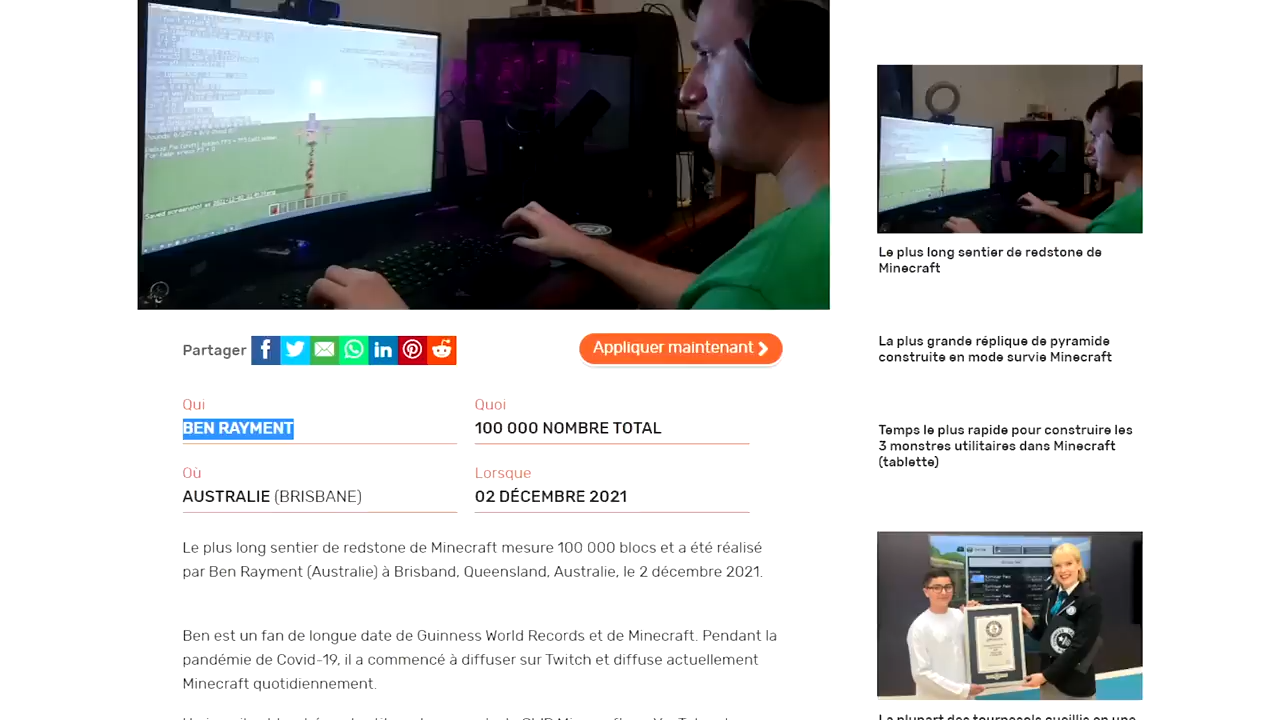 Partager
Appliquer maintenant
Qui
Quoi
BEN RAYMENT
100 000 NOMBRE TOTAL
Où
Lorsque
AUSTRALIE (BRISBANE)
02 DÉCEMBRE 2021
Le plus long sentier de redstone de Minecraft mesure 100 000 blocs et a été réalisé
par Ben Rayment (Australie) à Brisband, Queensland, Australie, le 2 décembre 2021.
Ben est un fan de longue date de Guinness World Records et de Minecraft. Pendant la
pandémie de Covid-19, il a commencé à diffuser sur Twitch et diffuse actuellement
Minecraft quotidiennement.
Le plus long sentier de redstone de
Minecraft
La plus grande réplique de pyramide
construite en mode survie Minecraft
Temps le plus rapide pour construire les
3 monstres utilitaires dans Minecraft
(tablette)